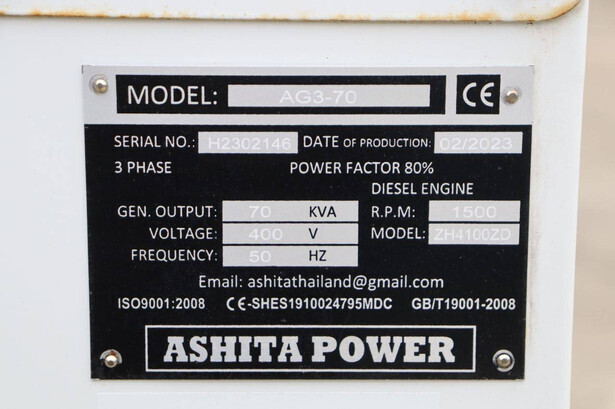 MODEL: AG3-70 CE
SERIAL NO.: H2302146 DATE OF PRODUCTION: 02/2023
3 PHASE POWER FACTOR 80%
DIESEL ENGINE
GEN. OUTPUT: 70 KVA R.P.M: 1500
VOLTAGE: 400 V MODEL: ZH4100ZD
FREQUENCY: 50 HZ
Email: ashitathailand@gmail.com
ISO9001:2008 CE-SHES1910024795MDC GB/T19001-2008
ASHITA POWER